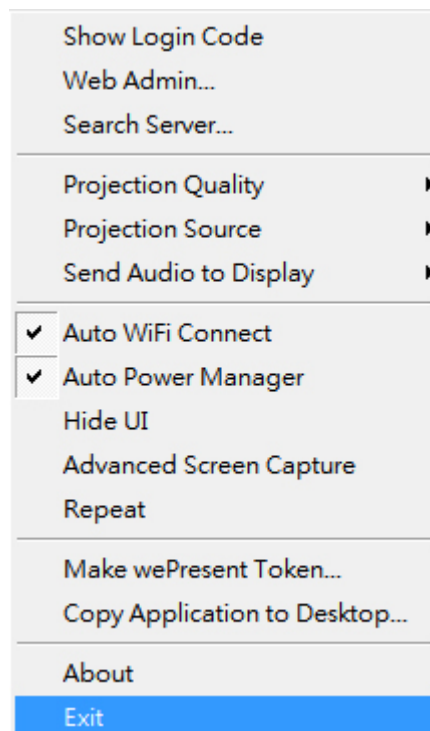 Show Login Code
Web Admin...
Search Server...
Projection Quality
Projection Source
Send Audio to Display
Auto WiFi Connect
Auto Power Manager
Hide UI
Advanced Screen Capture
Repeat
Make wePresent Token...
Copy Application to Desktop...
About
Exit